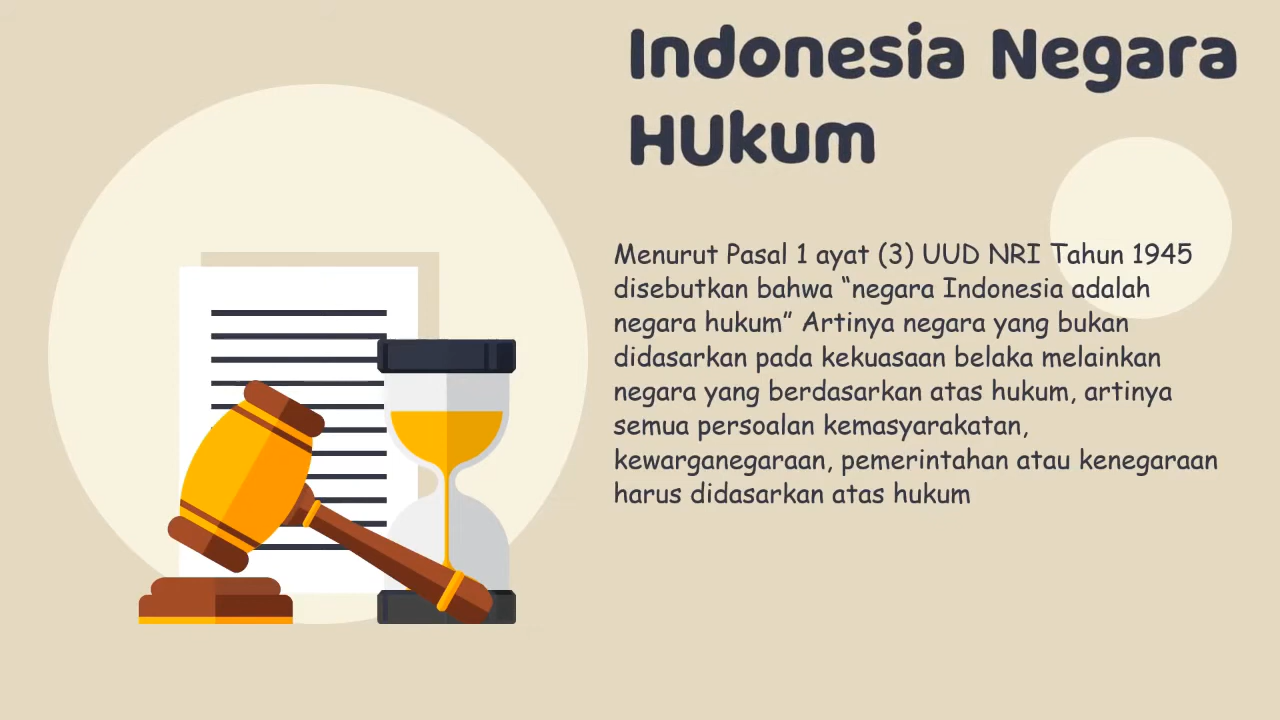 Indonesia Negara
HUkum
Menurut Pasal 1 ayat (3) UUD NRI Tahun 1945
disebutkan bahwa “negara Indonesia adalah
negara hukum” Artinya negara yang bukan
didasarkan pada kekuasaan belaka melainkan
negara yang berdasarkan atas hukum, artinya
semua persoalan kemasyarakatan,
kewarganegaraan, pemerintahan atau kenegaraan
harus didasarkan atas hukum